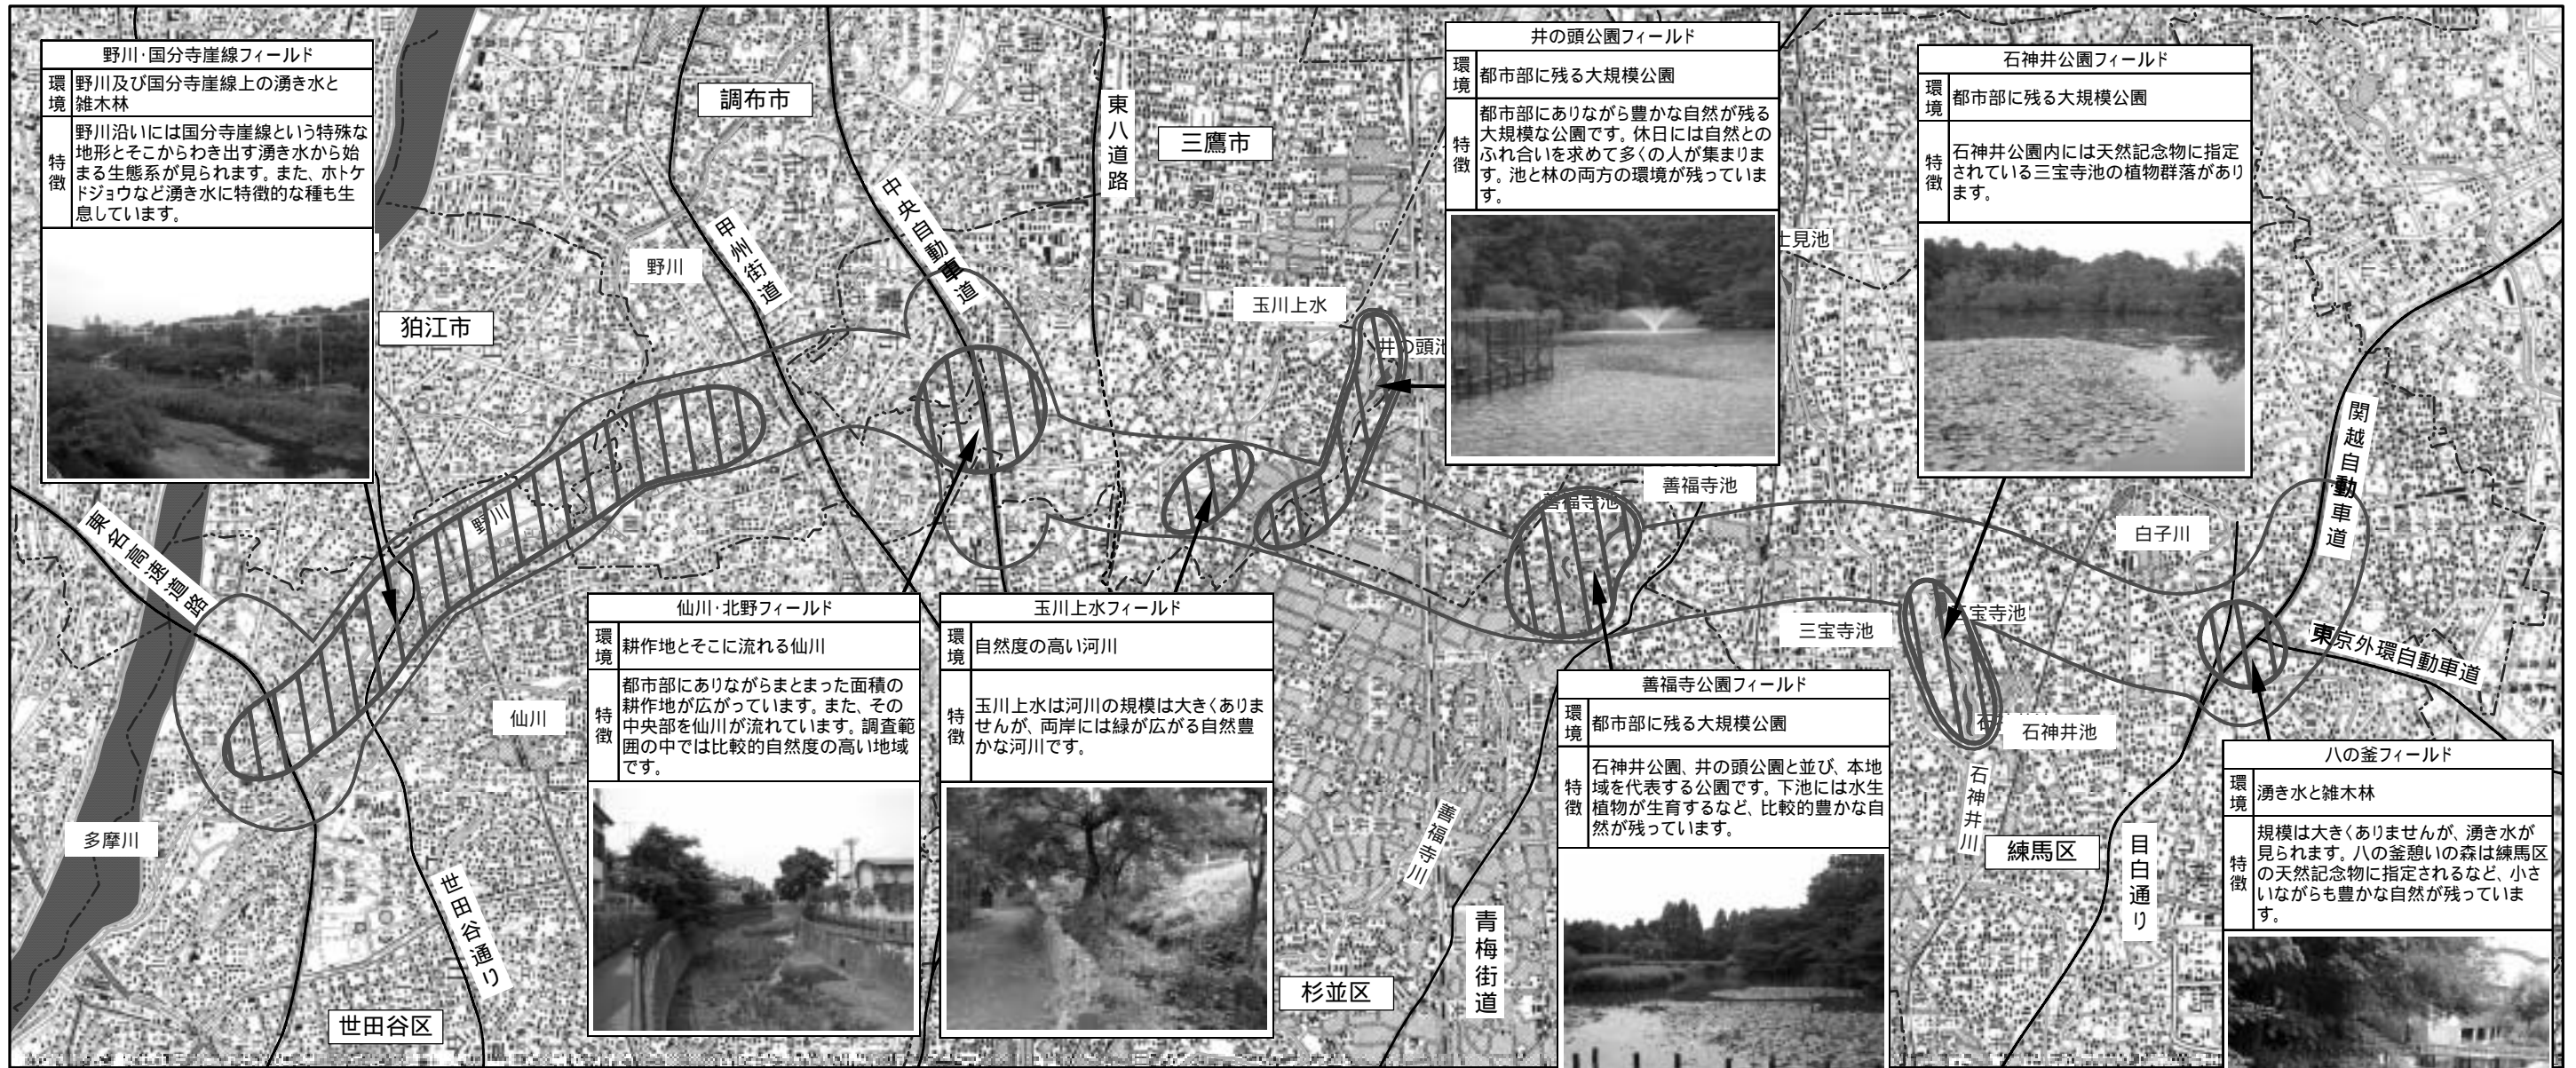 野川・国分寺崖線フィールド
環境
野川及び国分寺崖線上の湧き水と
雑木林
特徴
野川沿いには国分寺崖線という特殊な
地形とそこからわき出す湧き水から始
まる生態系が見られます。また、ホトケ
ドジョウなど湧き水に特徴的な種も生
息しています。
井の頭公園フィールド
環境
都市部に残る大規模公園
特徴
都市部にありながら豊かな自然が残る
大規模な公園です。休日には自然との
ふれ合いを求めて多くの人が集まりま
す。池と林の両方の環境が残っていま
す。
石神井公園フィールド
環境
都市部に残る大規模公園
特徴
石神井公園内には天然記念物に指定
されている三宝寺池の植物群落があり
ます。
調布市
東八道路
三鷹市
中央自動車道
甲州街道
野川
狛江市
玉川上水
井の頭池
士見池
関越自動車道
善福寺池
善福寺池
野川
東名高速道路
白子川
三宝寺池
三宝寺池
東京外環自動車道
仙川・北野フィールド
環境
耕作地とそこに流れる仙川
特徴
都市部にありながらまとまった面積の
耕作地が広がっています。また、その
中央部を仙川が流れています。調査範
囲の中では比較的自然度の高い地域
です。
玉川上水フィールド
環境
自然度の高い河川
特徴
玉川上水は河川の規模は大きくありま
せんが、両岸には緑が広がる自然豊
かな河川です。
善福寺公園フィールド
環境
都市部に残る大規模公園
特徴
石神井公園、井の頭公園と並び、本地
域を代表する公園です。下池には水生
植物が生育するなど、比較的豊かな自
然が残っています。
八の釜フィールド
環境
湧き水と雑木林
特徴
規模は大きくありませんが、湧き水が
見られます。八の釜憩いの森は練馬区
の天然記念物に指定されるなど、小さ
いながらも豊かな自然が残っていま
す。
仙川
石神井池
石神井川
多摩川
世田谷通り
善福寺川
練馬区
目白通り
青梅街道
杉並区
世田谷区